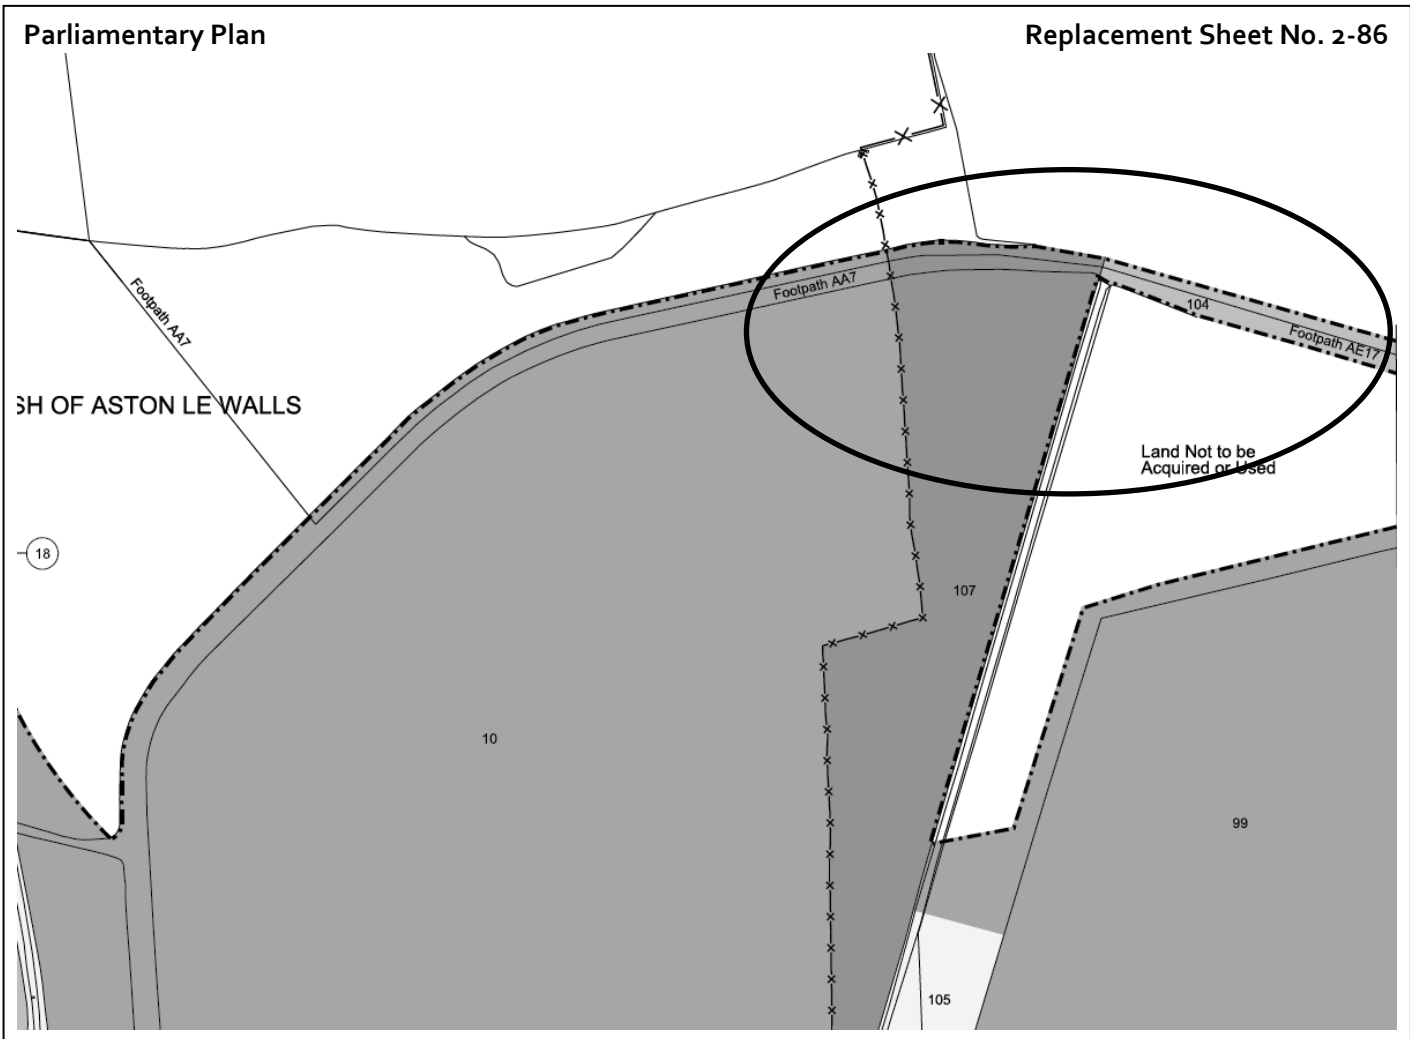 Parliamentary Plan
Replacement Sheet No. 2-86
Footpath AA7
Footpath AA7
104
Footpath AE17
SH OF ASTON LE WALLS
Land Not to be
Acquired or Used
18
107
10
99
105